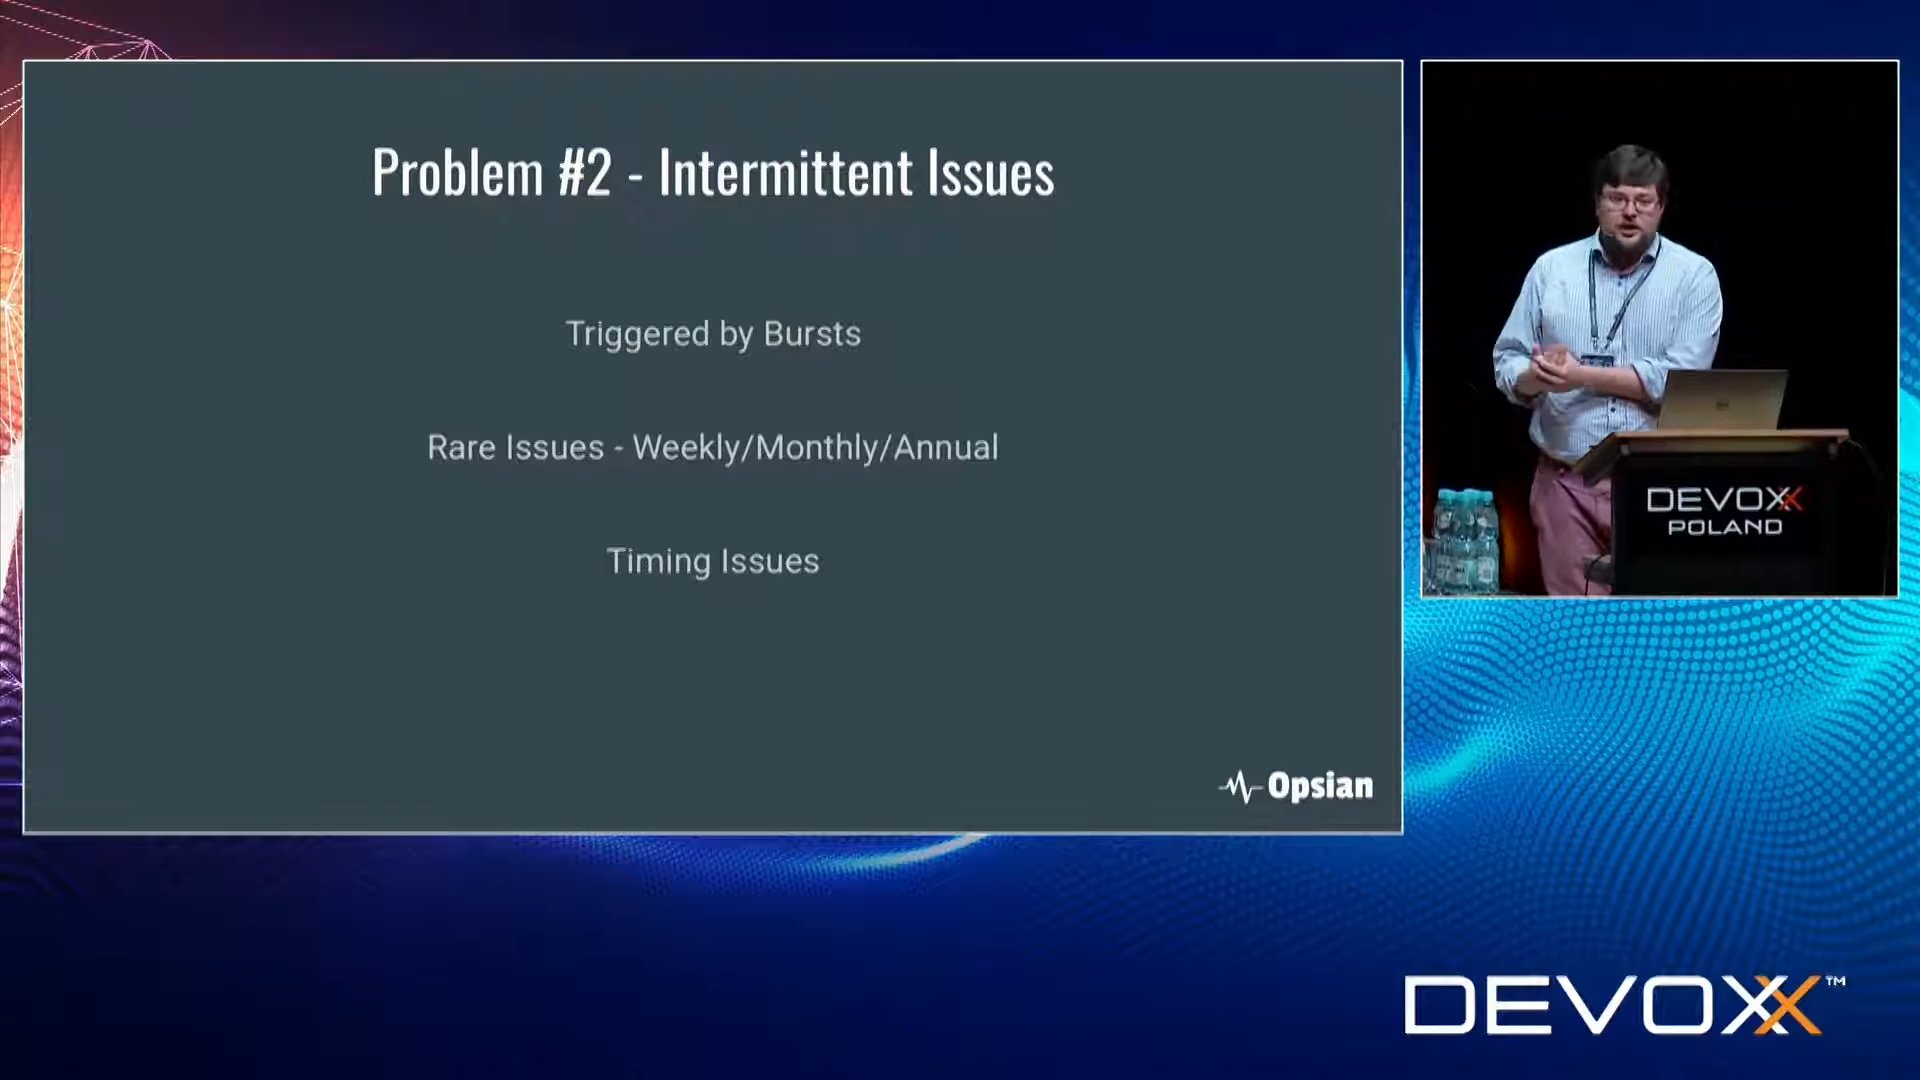 Problem #2 - Intermittent Issues
Triggered by Bursts
Rare Issues - Weekly/Monthly/Annual
Timing Issues
Opsian
DEVOXX
POLAND
DEVOXX™